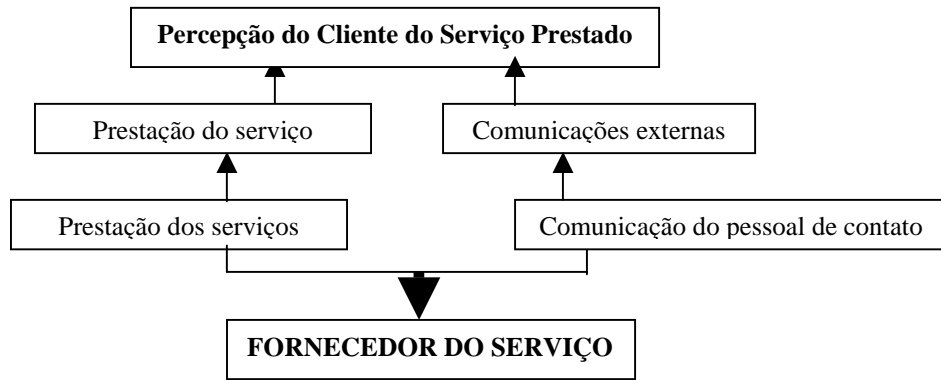 Percepção do Cliente do Serviço Prestado
Prestação do serviço
Comunicações externas
Prestação dos serviços
Comunicação do pessoal de contato
FORNECEDOR DO SERVIÇO